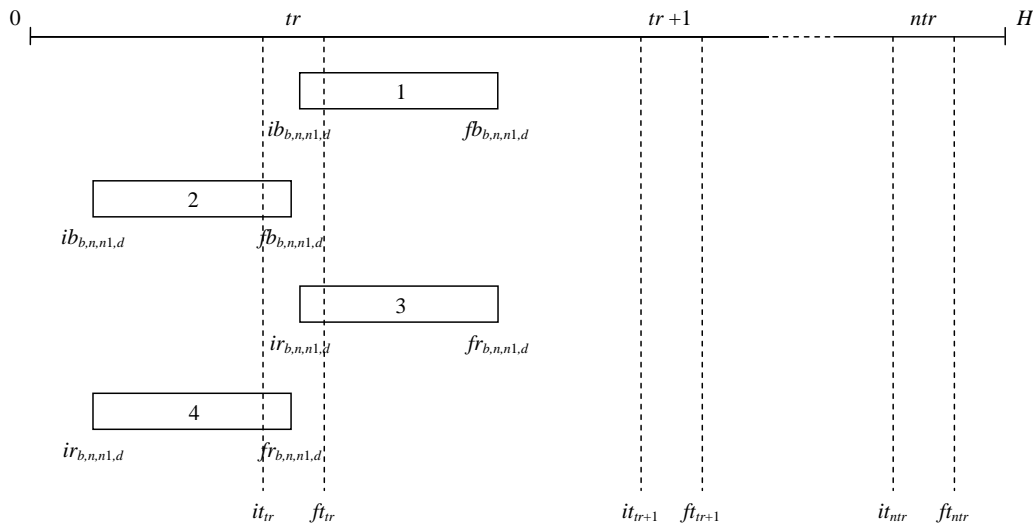 0 tr tr +1 ntr H
1
ib_{b,n,n1,d} fb_{b,n,n1,d}
2
ib_{b,n,n1,d} fb_{b,n,n1,d}
3
ir_{b,n,n1,d} fr_{b,n,n1,d}
4
ir_{b,n,n1,d} fr_{b,n,n1,d}
it_{tr} ft_{tr} it_{tr+1} ft_{tr+1} it_{ntr} ft_{ntr}